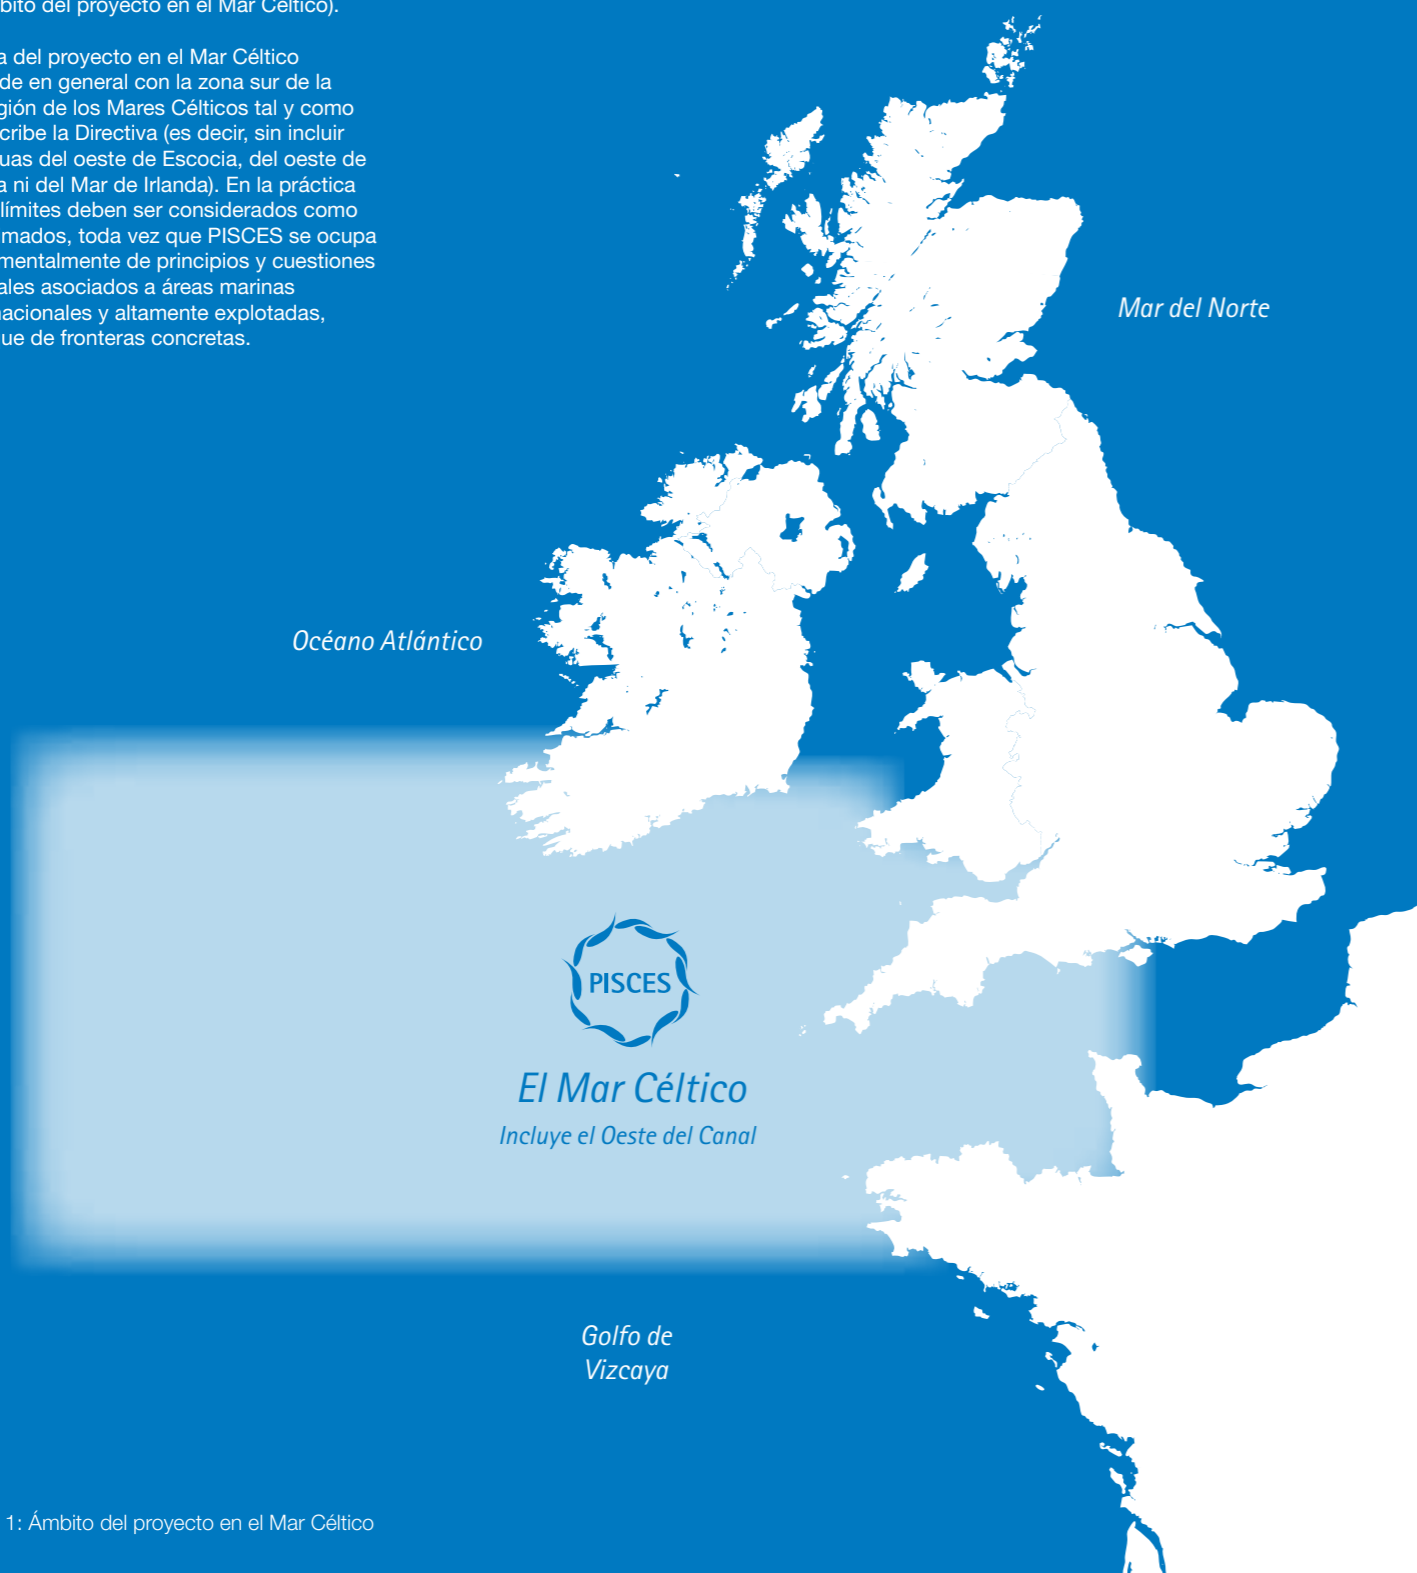 bito del proyecto en el Mar Céltico).
a del proyecto en el Mar Céltico
de en general con la zona sur de la
gión de los Mares Célticos tal y como
cribe la Directiva (es decir, sin incluir
uas del oeste de Escocia, del oeste de
a ni del Mar de Irlanda). En la práctica
límites deben ser considerados como
mados, toda vez que PISCES se ocupa
mentalmente de principios y cuestiones
ales asociados a áreas marinas
nacionales y altamente explotadas,
ue de fronteras concretas.
Mar del Norte
Océano Atlántico
PISCES
El Mar Céltico
Incluye el Oeste del Canal
Golfo de
Vizcaya
1: Ámbito del proyecto en el Mar Céltico